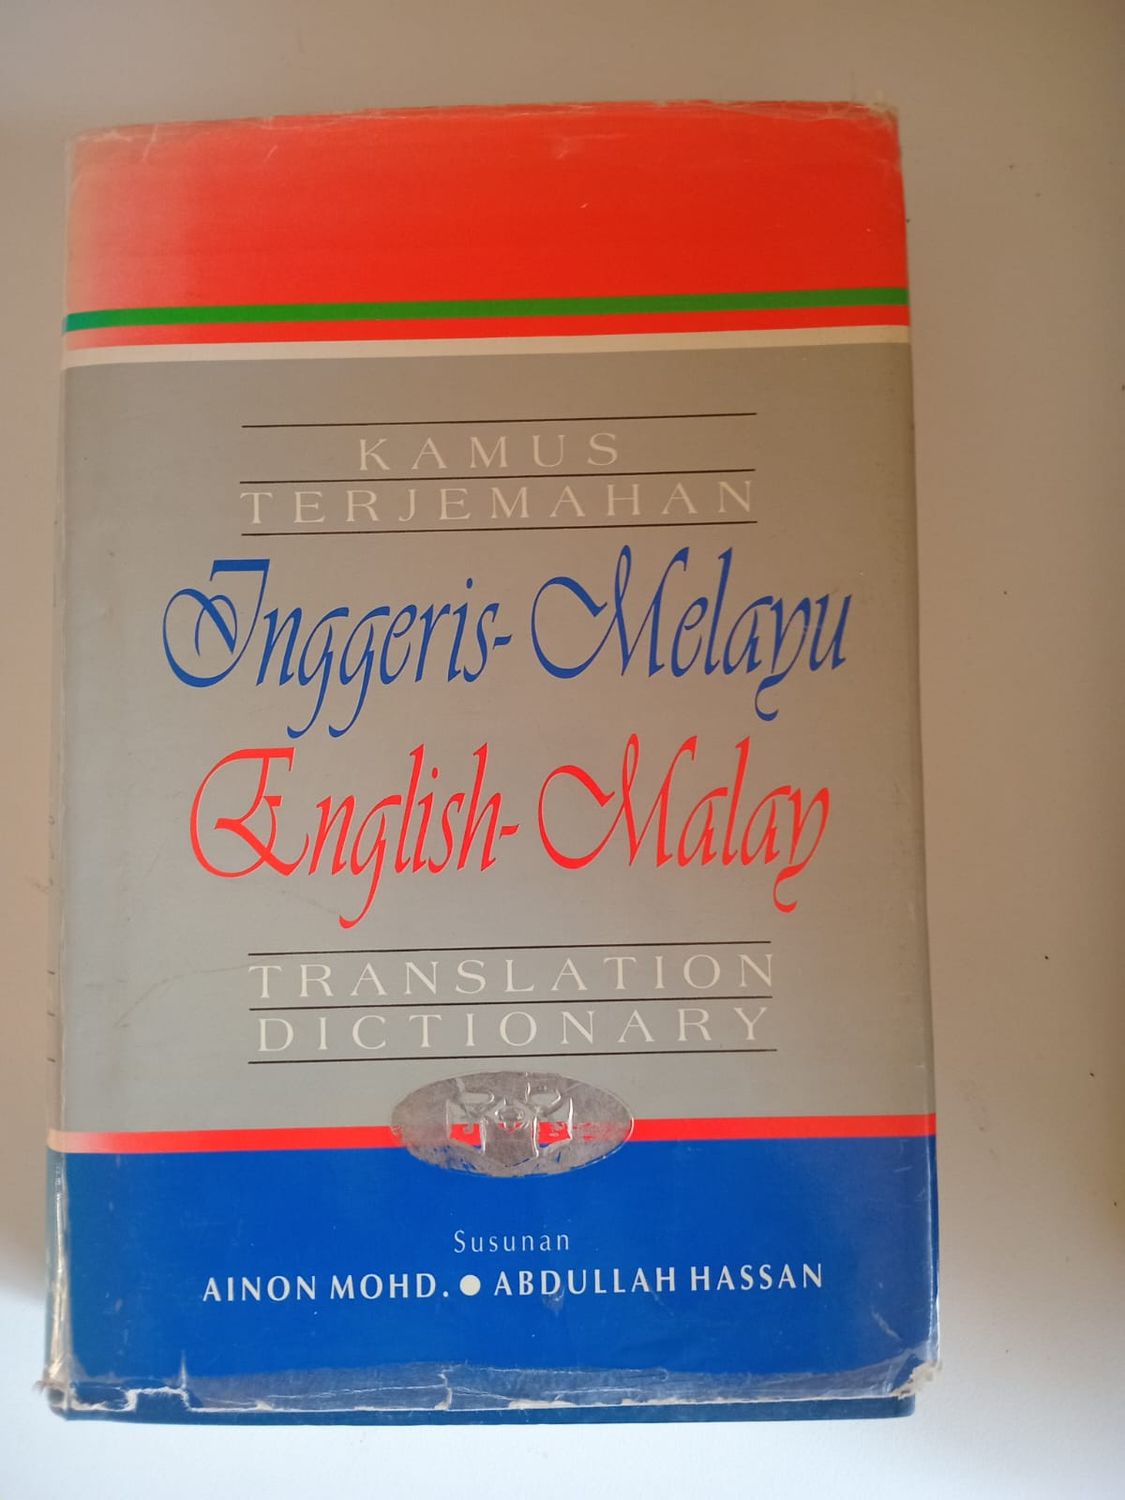 KAMUS
TERJEMAHAN
Inggeris-Melayu
English-Malay
TRANSLATION
DICTIONARY
Susunan
AINON MOHD. ● ABDULLAH HASSAN